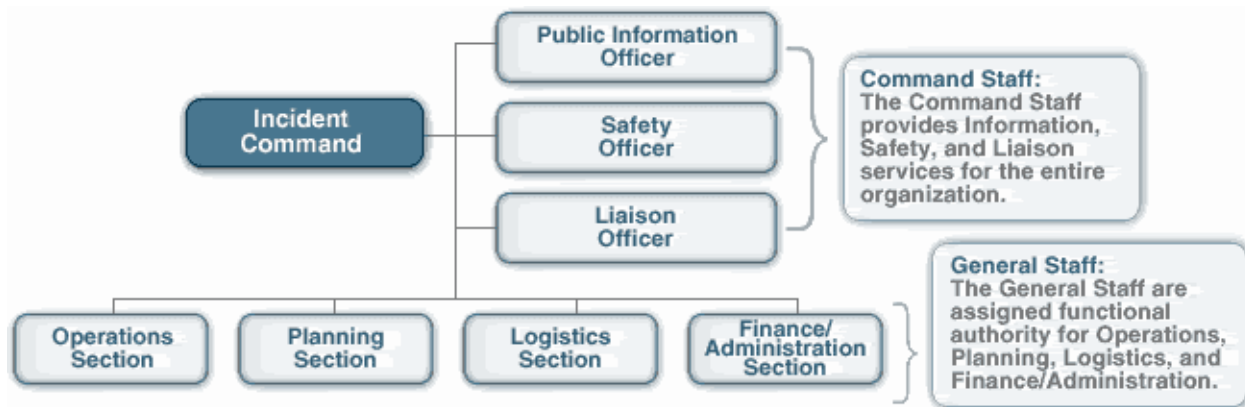 Public Information
Officer
Incident
Command
Safety
Officer
Liaison
Officer
Command Staff:
The Command Staff
provides Information,
Safety, and Liaison
services for the entire
organization.
Operations
Section
Planning
Section
Logistics
Section
Finance/
Administration
Section
General Staff:
The General Staff are
assigned functional
authority for Operations,
Planning, Logistics, and
Finance/Administration.